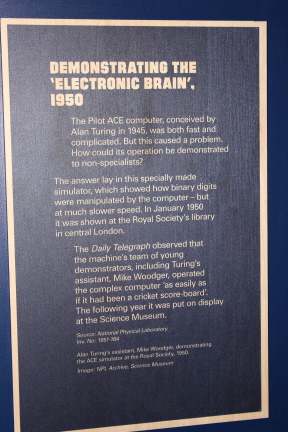 DEMONSTRATING THE
'ELECTRONIC BRAIN',
1950
The Pilot ACE computer, conceived by
Alan Turing in 1945, was both fast and
complicated. But this caused a problem.
How could its operation be demonstrated
to non-specialists?
The answer lay in this specially made
simulator, which showed how binary digits
were manipulated by the computer – but
at much slower speed. In January 1950
it was shown at the Royal Society's library
in central London.
The Daily Telegraph observed that
the machine's team of young
demonstrators, including Turing's
assistant, Mike Woodger, operated
the complex computer 'as easily as
if it had been a cricket score-board'.
The following year it was put on display
at the Science Museum.
Source: National Physical Laboratory
Inv. No: 1951-184
Alan Turing's assistant, Mike Woodger, demonstrating
the ACE simulator at the Royal Society, 1950.
Image: NPL Archive, Science Museum